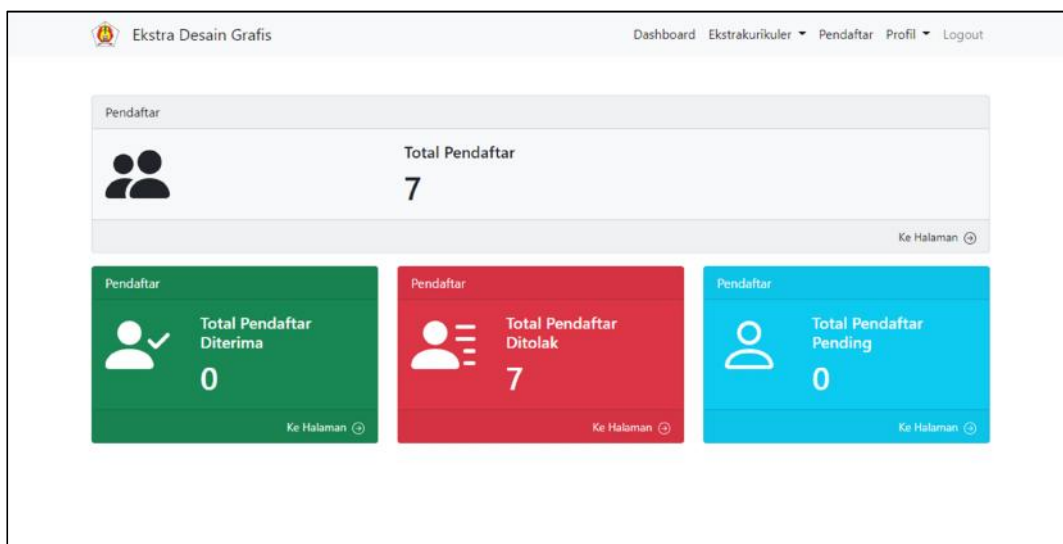 Ekstra Desain Grafis
Dashboard Ekstrakurikuler Pendaftar Profil Logout
Pendaftar
Total Pendaftar
7
Ke Halaman
Pendaftar
Total Pendaftar
Diterima
0
Ke Halaman
Pendaftar
Total Pendaftar
Ditolak
7
Ke Halaman
Pendaftar
Total Pendaftar
Pending
0
Ke Halaman